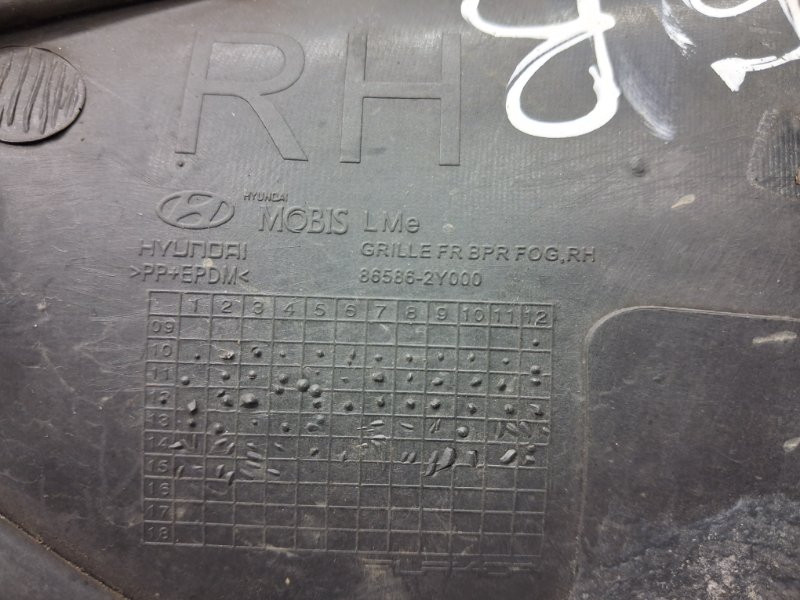 RH
HYUNDAI
MOBIS LMe
HYUNDAI GRILLE FR BPR FOG,RH
>PP+EPDM< 86586-2Y000
1 2 3 4 5 6 7 8 9 10 11 12
09
10
11
12
13
14
15
16
17
18